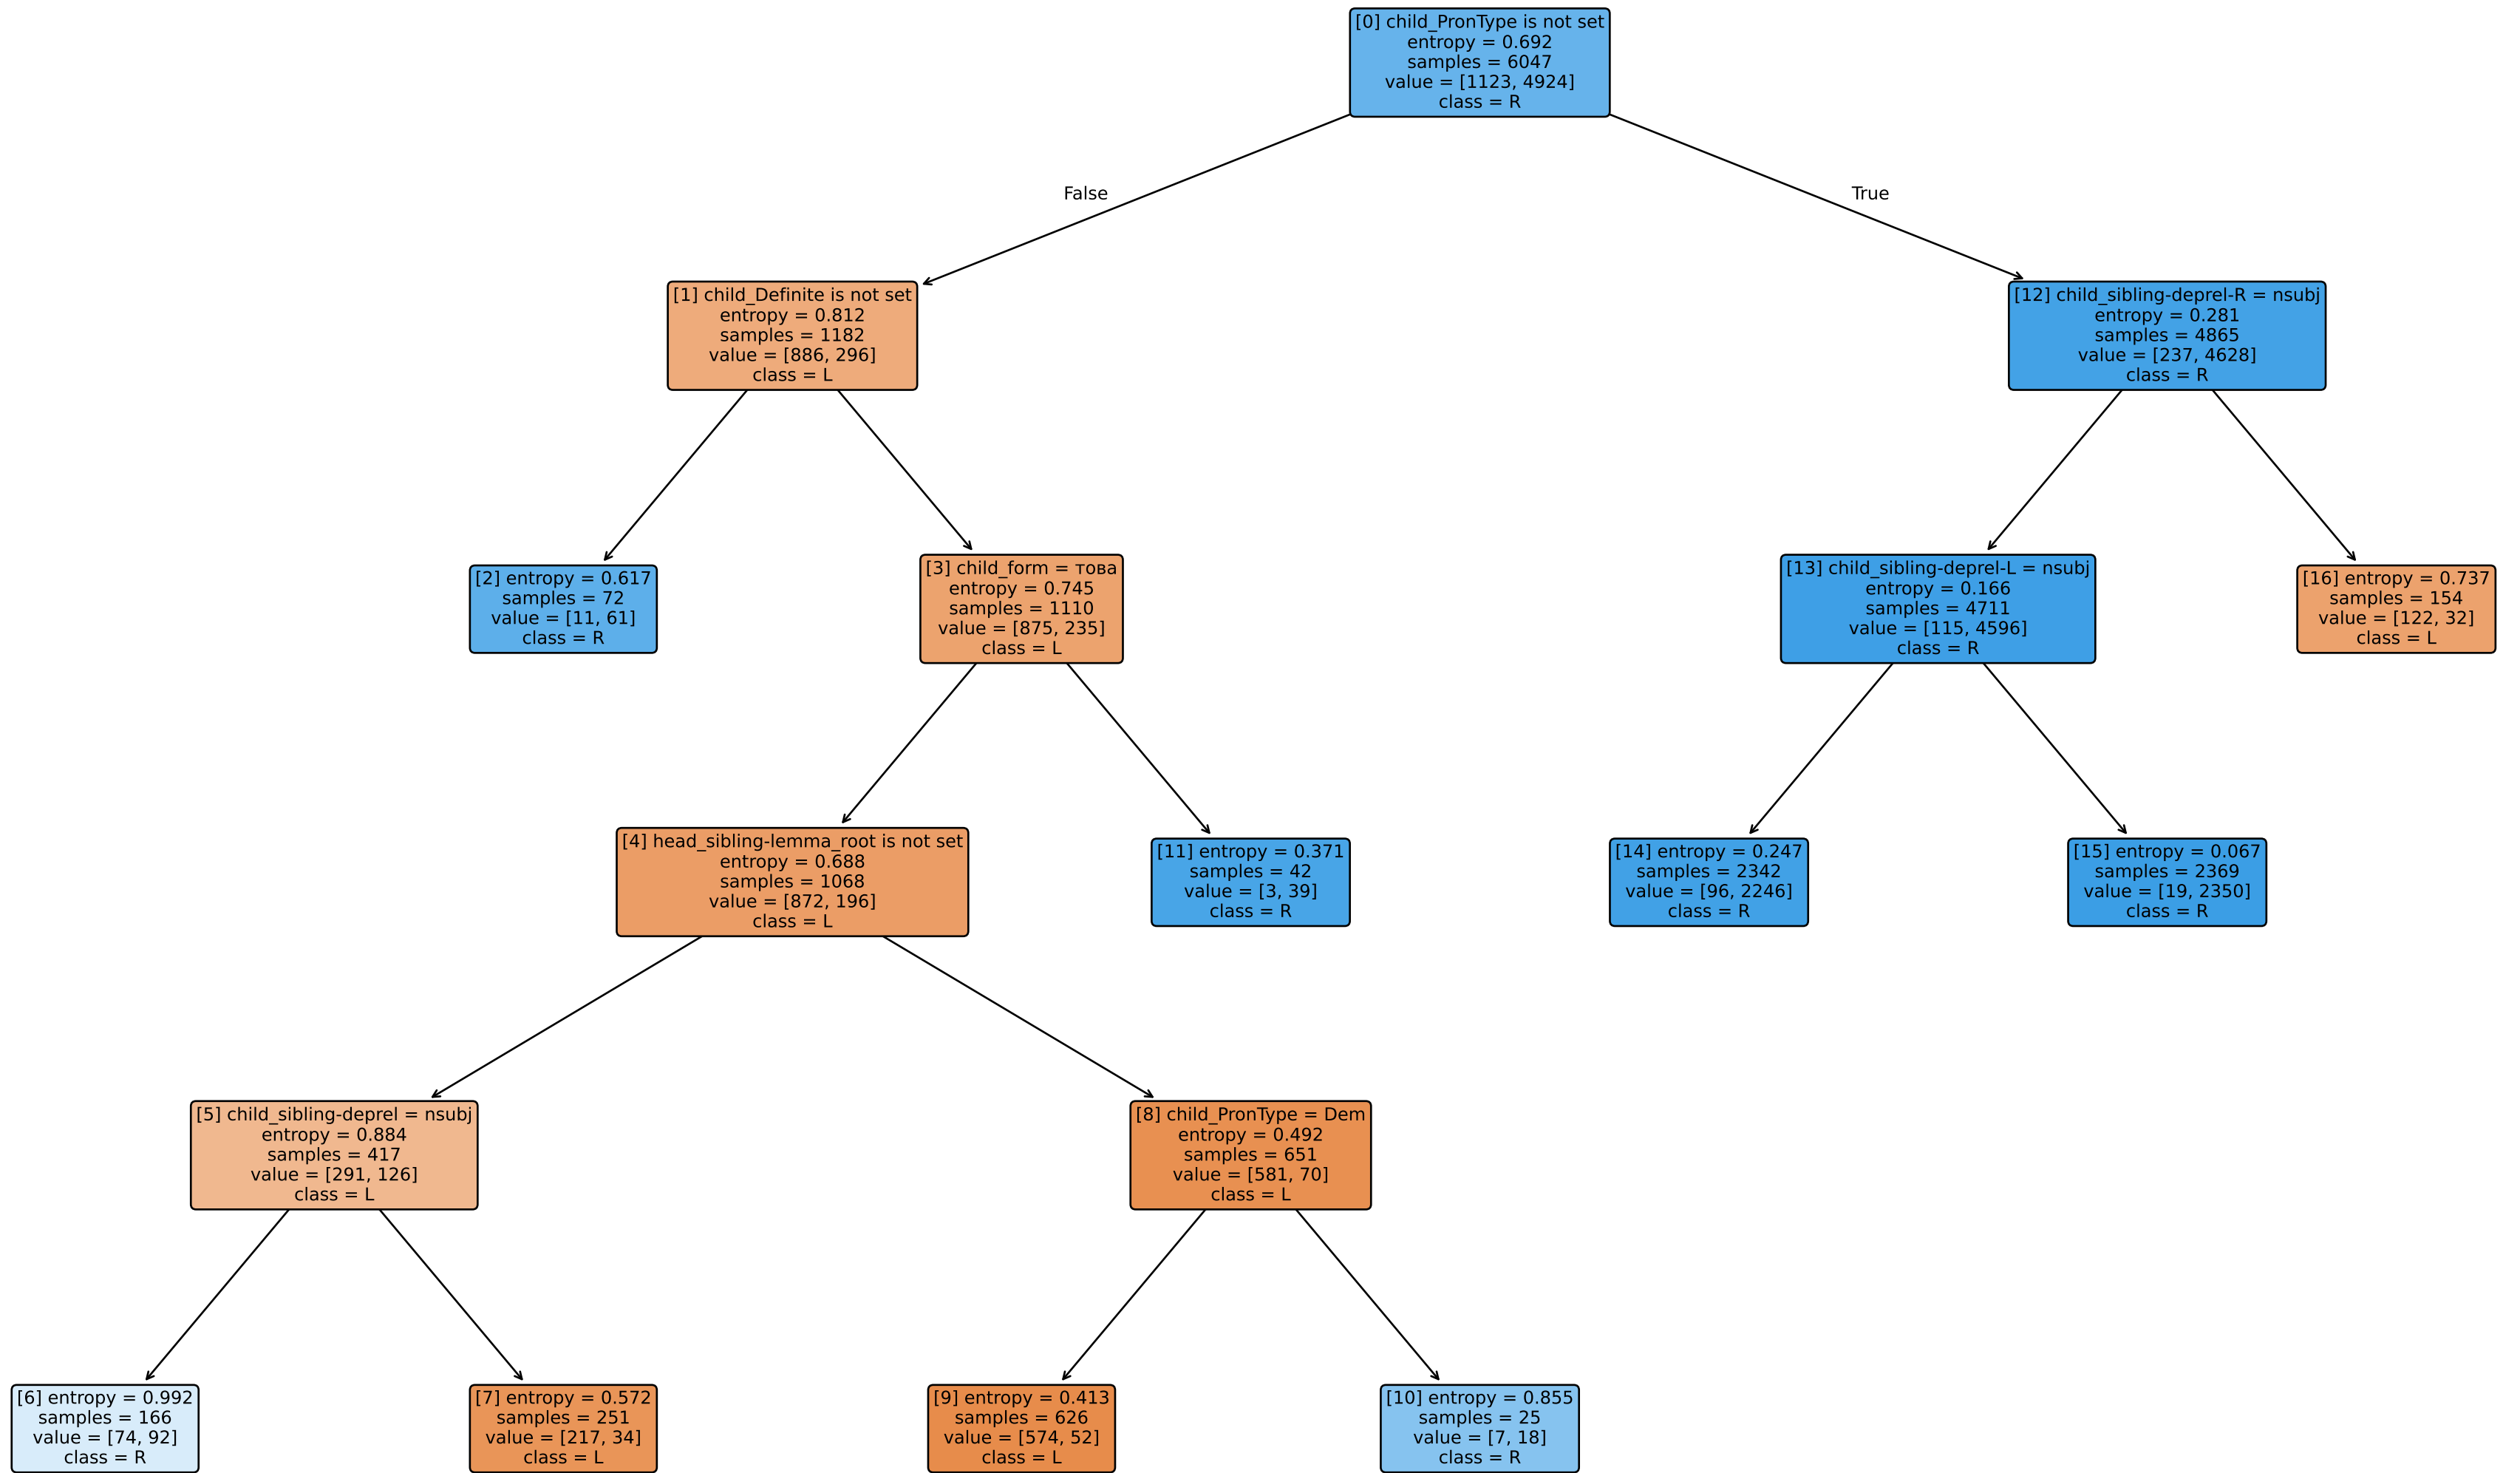 [0] child_PronType is not set
entropy = 0.692
samples = 6047
value = [1123, 4924]
class = R
False
True
[1] child_Definite is not set
entropy = 0.812
samples = 1182
value = [886, 296]
class = L
[12] child_sibling-deprel-R = nsubj
entropy = 0.281
samples = 4865
value = [237, 4628]
class = R
[2] entropy = 0.617
samples = 72
value = [11, 61]
class = R
[3] child_form = това
entropy = 0.745
samples = 1110
value = [875, 235]
class = L
[13] child_sibling-deprel-L = nsubj
entropy = 0.166
samples = 4711
value = [115, 4596]
class = R
[16] entropy = 0.737
samples = 154
value = [122, 32]
class = L
[4] head_sibling-lemma_root is not set
entropy = 0.688
samples = 1068
value = [872, 196]
class = L
[11] entropy = 0.371
samples = 42
value = [3, 39]
class = R
[14] entropy = 0.247
samples = 2342
value = [96, 2246]
class = R
[15] entropy = 0.067
samples = 2369
value = [19, 2350]
class = R
[5] child_sibling-deprel = nsubj
entropy = 0.884
samples = 417
value = [291, 126]
class = L
[8] child_PronType = Dem
entropy = 0.492
samples = 651
value = [581, 70]
class = L
[6] entropy = 0.992
samples = 166
value = [74, 92]
class = R
[7] entropy = 0.572
samples = 251
value = [217, 34]
class = L
[9] entropy = 0.413
samples = 626
value = [574, 52]
class = L
[10] entropy = 0.855
samples = 25
value = [7, 18]
class = R